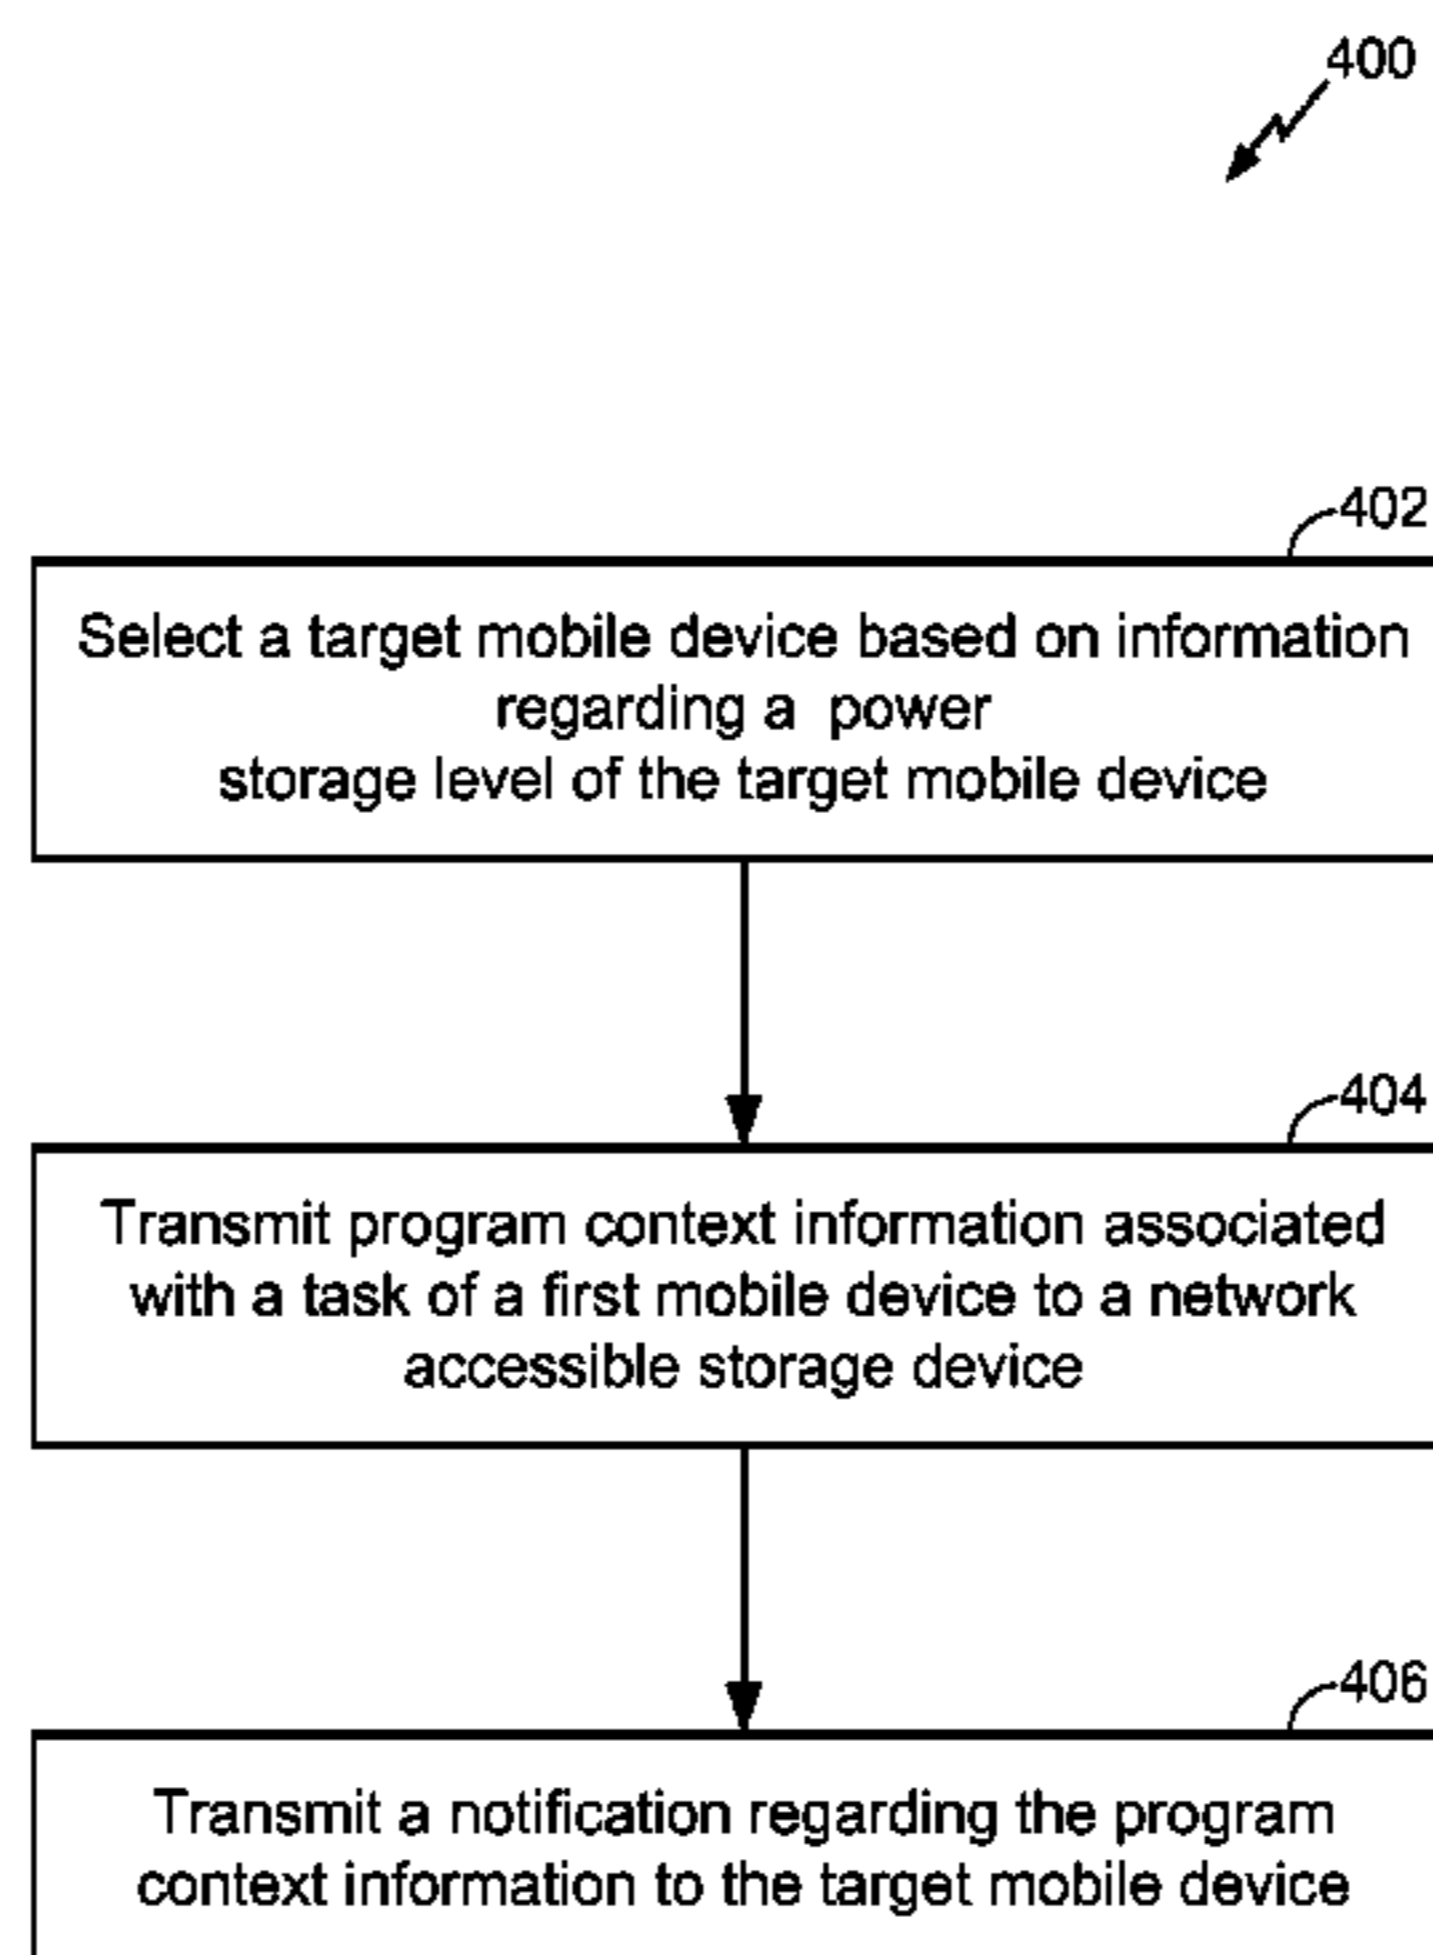 400
402
Select a target mobile device based on information
regarding a power
storage level of the target mobile device
404
Transmit program context information associated
with a task of a first mobile device to a network
accessible storage device
406
Transmit a notification regarding the program
context information to the target mobile device